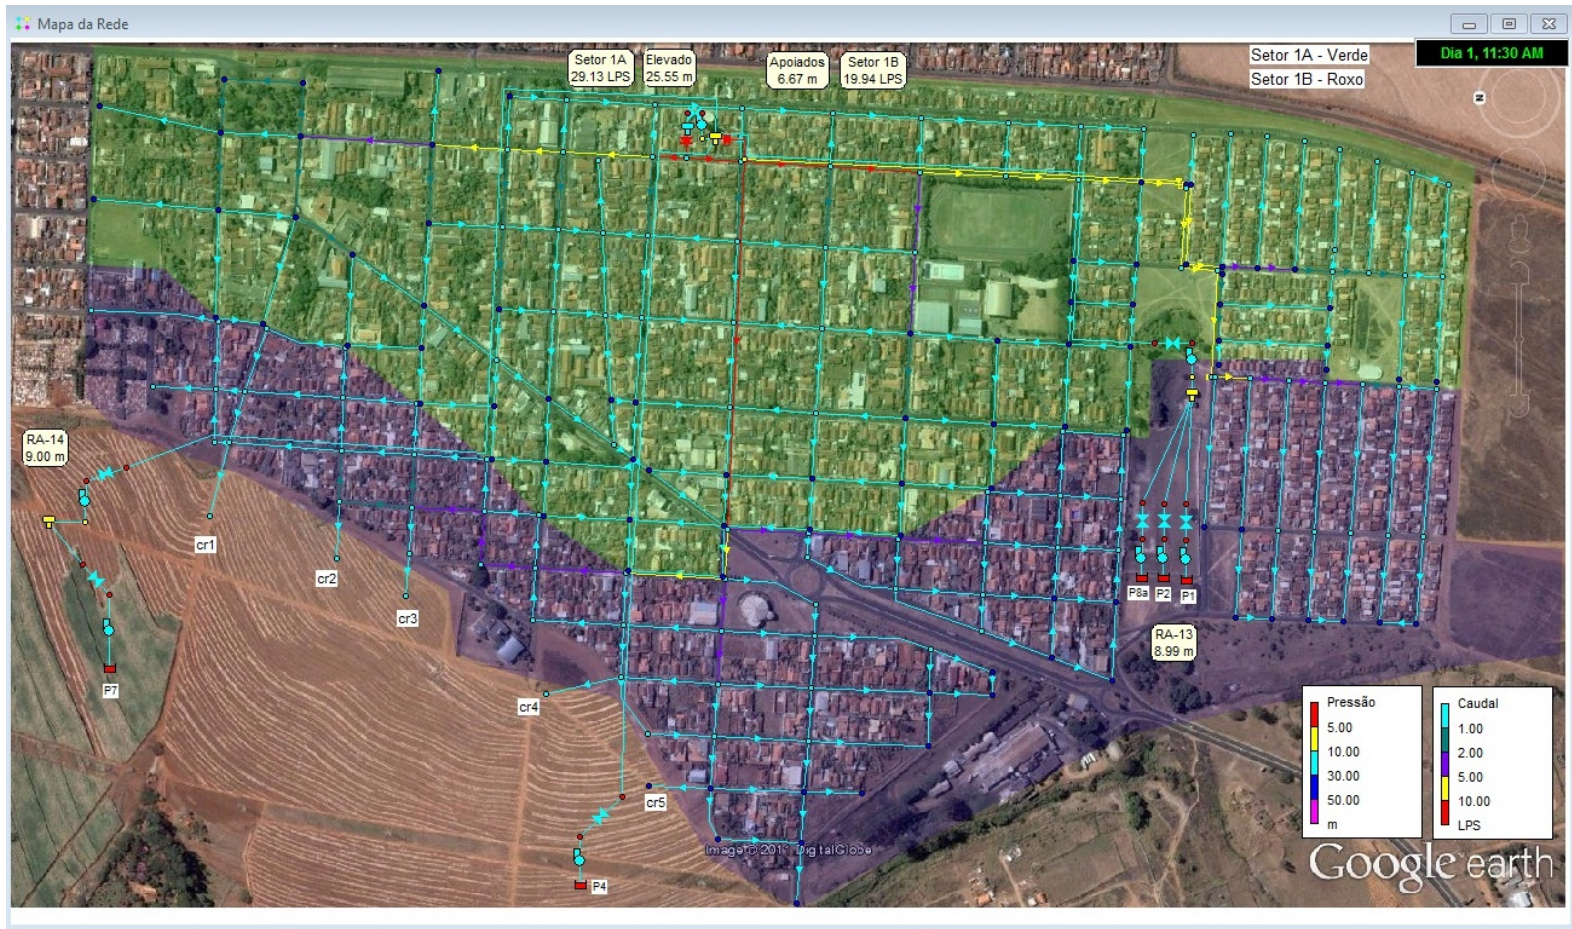 Mapa da Rede
Dia 1, 11:30 AM
Setor 1A
29.13 LPS
Elevado
25.55 m
Apoiados
6.67 m
Setor 1B
19.94 LPS
Setor 1A - Verde
Setor 1B - Roxo
N
RA-14
9.00 m
cr1
cr2
cr3
P7
cr4
cr5
P4
P8a
P2
P1
RA-13
8.99 m
Pressão
5.00
10.00
30.00
50.00
m
Caudal
1.00
2.00
5.00
10.00
LPS
Image © 2011 DigitalGlobe
Google earth